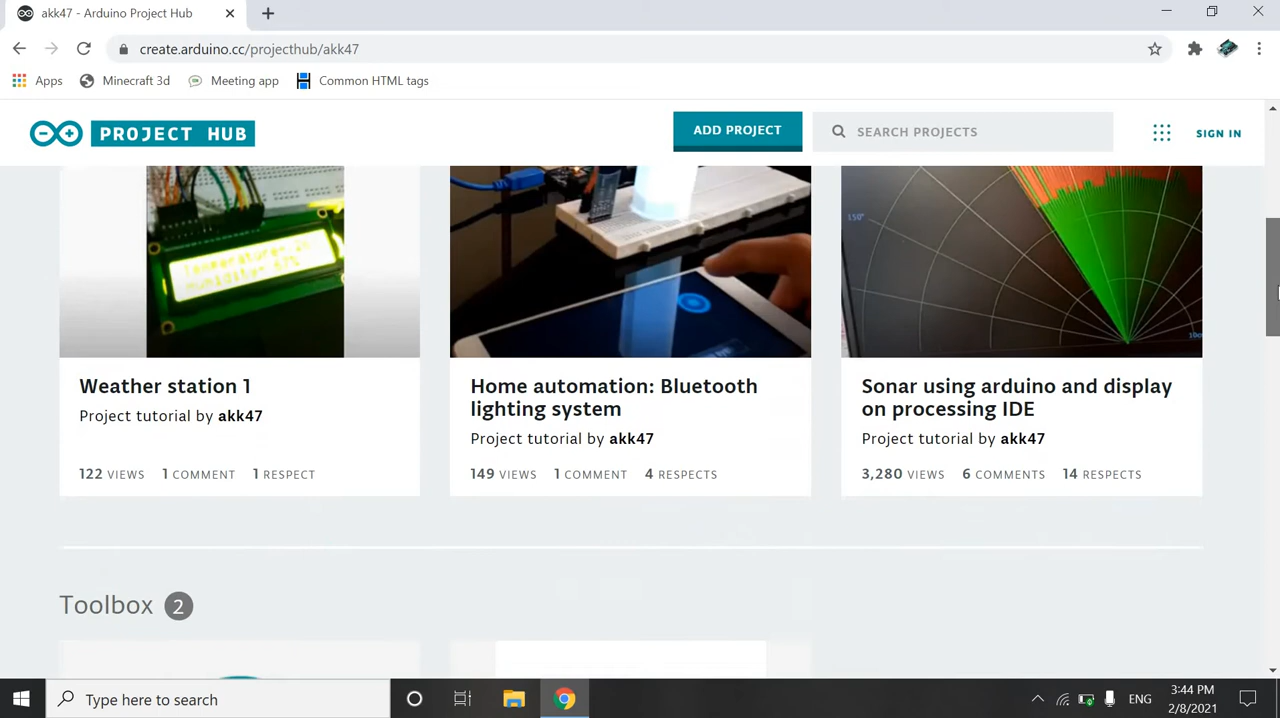 akk47 - Arduino Project Hub
create.arduino.cc/projecthub/akk47
Apps Minecraft 3d Meeting app Common HTML tags
PROJECT HUB ADD PROJECT SEARCH PROJECTS SIGN IN
150°
Weather station 1
Project tutorial by akk47
122 VIEWS 1 COMMENT 1 RESPECT
Home automation: Bluetooth
lighting system
Project tutorial by akk47
149 VIEWS 1 COMMENT 4 RESPECTS
Sonar using arduino and display
on processing IDE
Project tutorial by akk47
3,280 VIEWS 6 COMMENTS 14 RESPECTS
Toolbox 2
Type here to search
ENG
3:44 PM
2/8/2021